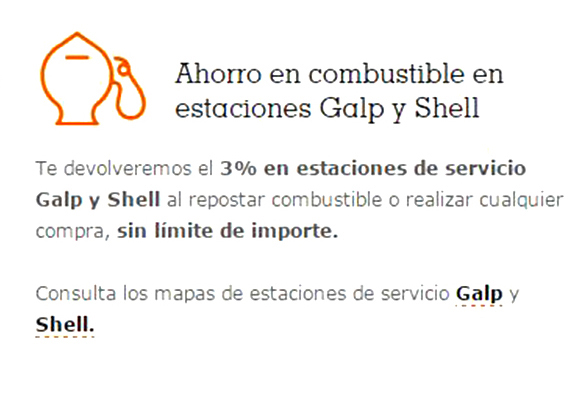 Ahorro en combustible en
estaciones Galp y Shell
Te devolveremos el 3% en estaciones de servicio
Galp y Shell al repostar combustible o realizar cualquier
compra, sin límite de importe.
Consulta los mapas de estaciones de servicio Galp y
Shell.